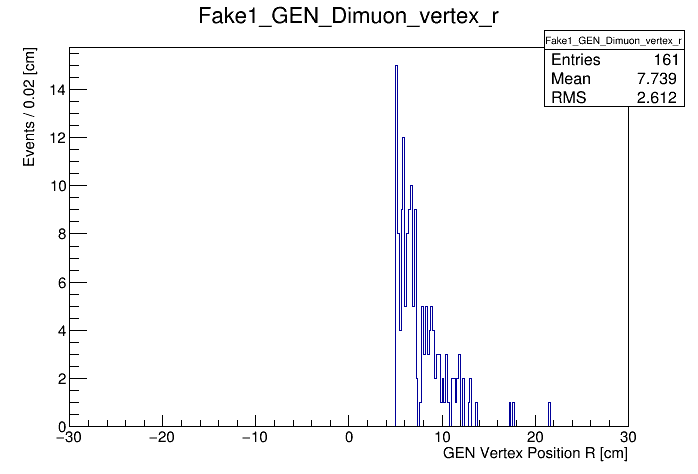 Fake1_GEN_Dimuon_vertex_r
Fake1_GEN_Dimuon_vertex_r
Entries 161
Mean 7.739
RMS 2.612
Events / 0.02 [cm]
14
12
10
8
6
4
2
0
−30 −20 −10 0 10 20 30
GEN Vertex Position R [cm]